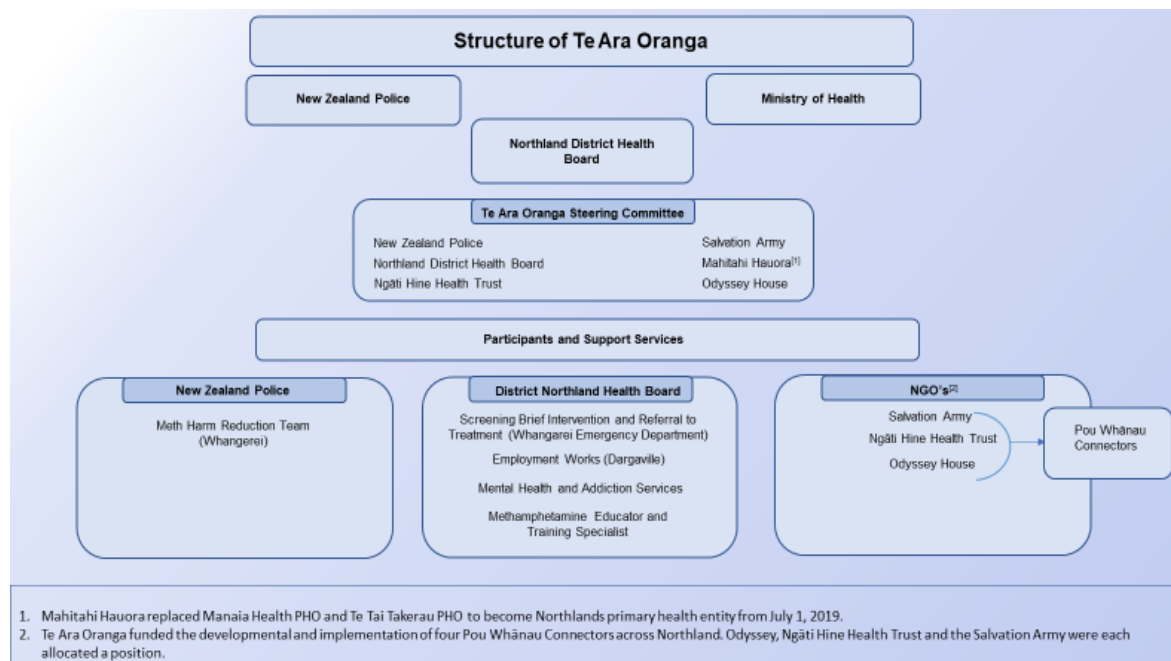 Structure of Te Ara Oranga
New Zealand Police
Ministry of Health
Northland District Health
Board
Te Ara Oranga Steering Committee
New Zealand Police
Northland District Health Board
Ngāti Hine Health Trust
Salvation Army
Mahitahi Hauora[1]
Odyssey House
Participants and Support Services
New Zealand Police
Meth Harm Reduction Team
(Whangerei)
District Northland Health Board
Screening Brief Intervention and Referral to
Treatment (Whangarei Emergency Department)
Employment Works (Dargaville)
Mental Health and Addiction Services
Methamphetamine Educator and
Training Specialist
NGO's[2]
Salvation Army
Ngāti Hine Health Trust
Odyssey House
Pou Whānau
Connectors
1. Mahitahi Hauora replaced Manaia Health PHO and Te Tai Takerau PHO to become Northlands primary health entity from July 1, 2019.
2. Te Ara Oranga funded the developmental and implementation of four Pou Whānau Connectors across Northland. Odyssey, Ngāti Hine Health Trust and the Salvation Army were each
allocated a position.